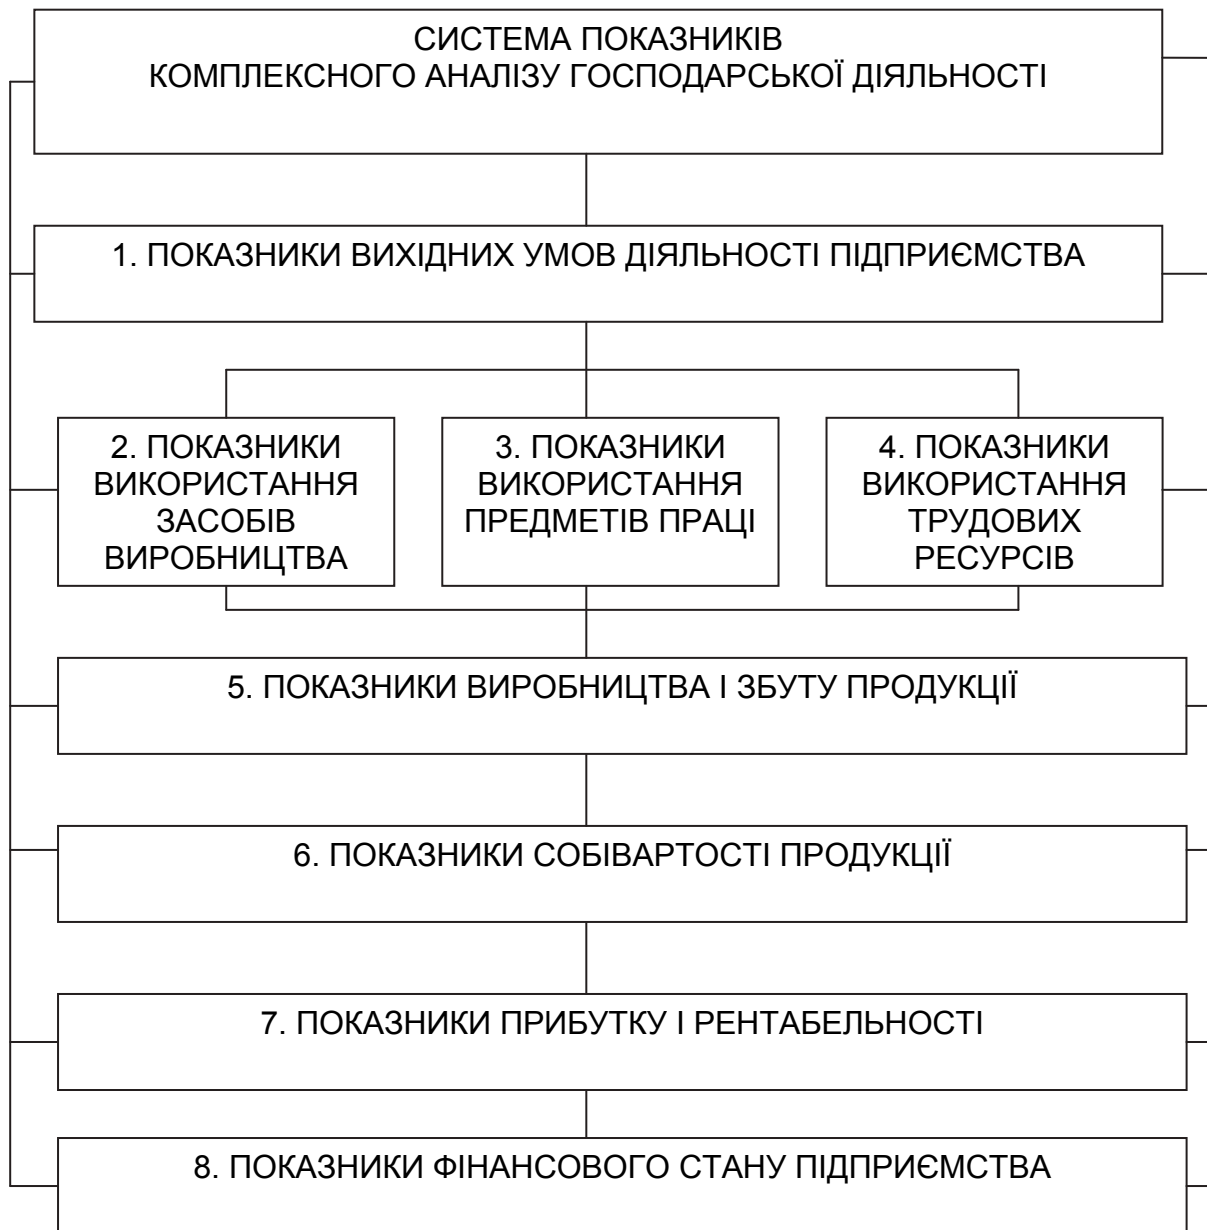 СИСТЕМА ПОКАЗНИКІВ
КОМПЛЕКСНОГО АНАЛІЗУ ГОСПОДАРСЬКОЇ ДІЯЛЬНОСТІ
1. ПОКАЗНИКИ ВИХІДНИХ УМОВ ДІЯЛЬНОСТІ ПІДПРИЄМСТВА
2. ПОКАЗНИКИ
ВИКОРИСТАННЯ
ЗАСОБІВ
ВИРОБНИЦТВА
3. ПОКАЗНИКИ
ВИКОРИСТАННЯ
ПРЕДМЕТІВ ПРАЦІ
4. ПОКАЗНИКИ
ВИКОРИСТАННЯ
ТРУДОВИХ
РЕСУРСІВ
5. ПОКАЗНИКИ ВИРОБНИЦТВА І ЗБУТУ ПРОДУКЦІЇ
6. ПОКАЗНИКИ СОБІВАРТОСТІ ПРОДУКЦІЇ
7. ПОКАЗНИКИ ПРИБУТКУ І РЕНТАБЕЛЬНОСТІ
8. ПОКАЗНИКИ ФІНАНСОВОГО СТАНУ ПІДПРИЄМСТВА